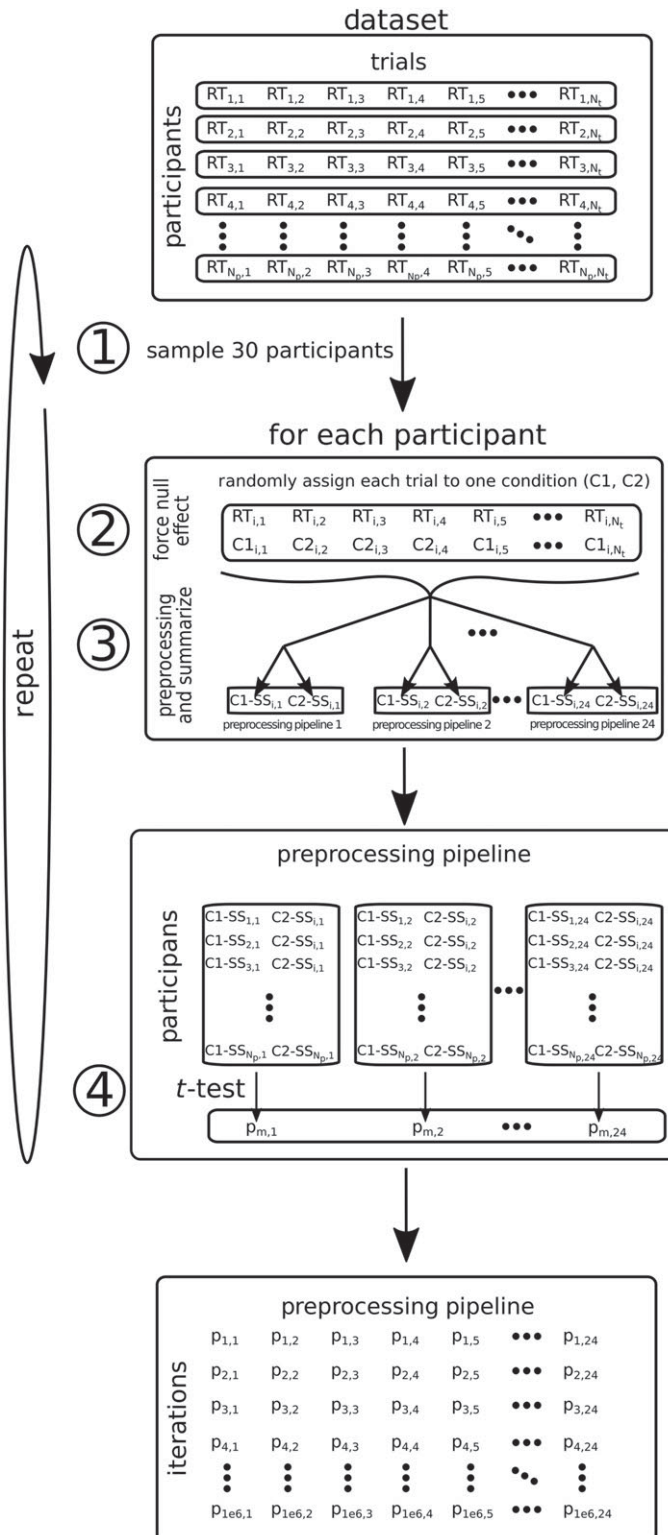 dataset
trials
participants
RT1,1 RT1,2 RT1,3 RT1,4 RT1,5 ••• RT1,Nt
RT2,1 RT2,2 RT2,3 RT2,4 RT2,5 ••• RT2,Nt
RT3,1 RT3,2 RT3,3 RT3,4 RT3,5 ••• RT3,Nt
RT4,1 RT4,2 RT4,3 RT4,4 RT4,5 ••• RT4,Nt
RTNp,1 RTNp,2 RTNp,3 RTNp,4 RTNp,5 ••• RTNp,Nt
repeat
① sample 30 participants
for each participant
② force null
effect
randomly assign each trial to one condition (C1, C2)
RTi,1 RTi,2 RTi,3 RTi,4 RTi,5 ••• RTi,Nt
C1i,1 C2i,2 C2i,3 C2i,4 C1i,5 ••• C1i,Nt
③ preprocessing
and summarize
•••
C1-SSi,1 C2-SSi,1 C1-SSi,2 C2-SSi,2 ••• C1-SSi,24 C2-SSi,24
preprocessing pipeline 1 preprocessing pipeline 2 preprocessing pipeline 24
preprocessing pipeline
participans
C1-SS1,1 C2-SSi,1 C1-SS1,2 C2-SSi,2 C1-SS1,24 C2-SSi,24
C1-SS2,1 C2-SSi,1 C1-SS2,2 C2-SSi,2 C1-SS2,24 C2-SSi,24
C1-SS3,1 C2-SSi,1 C1-SS3,2 C2-SSi,2 C1-SS3,24 C2-SSi,24
•••
C1-SSNp,1 C2-SSNp,1 C1-SSNp,2 C2-SSNp,2 C1-SSNp,24 C2-SSNp,24
④ t-test
pm,1 pm,2 ••• pm,24
preprocessing pipeline
iterations
p1,1 p1,2 p1,3 p1,4 p1,5 ••• p1,24
p2,1 p2,2 p2,3 p2,4 p2,5 ••• p2,24
p3,1 p3,2 p3,3 p3,4 p3,5 ••• p3,24
p4,1 p4,2 p4,3 p4,4 p4,5 ••• p4,24
p1e6,1 p1e6,2 p1e6,3 p1e6,4 p1e6,5 ••• p1e6,24